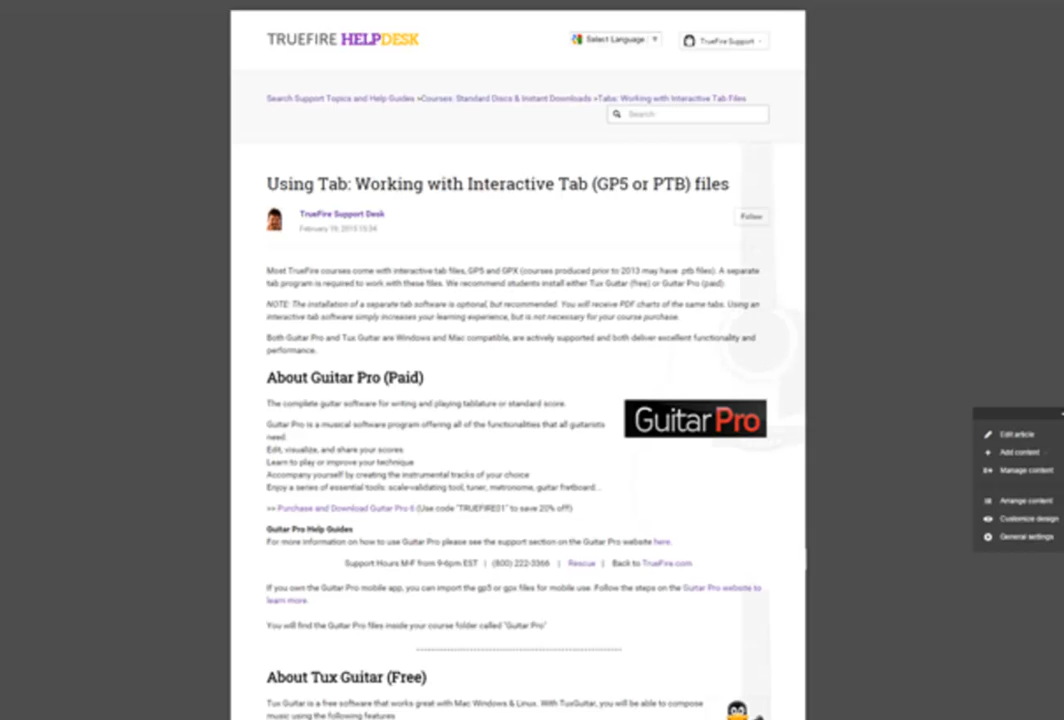 TRUEFIRE HELPDESK
Select Language ▼
TrueFire Support
Search Support Topics and Help Guides >Courses: Standard Discs & Instant Downloads >Tabs: Working with Interactive Tab Files
Search
Using Tab: Working with Interactive Tab (GP5 or PTB) files
TrueFire Support Desk
Follow
February 19, 2015 15:34
Most TrueFire courses come with interactive tab files, GP5 and GPX (courses produced prior to 2013 may have .ptb files). A separate
tab program is required to work with these files. We recommend students install either Tux Guitar (free) or Guitar Pro (paid)
NOTE: The installation of a separate tab software is optional, but recommended. You will receive PDF charts of the same tabs. Using an
interactive tab software simply increases your learning experience, but is not necessary for your course purchase.
Both Guitar Pro and Tux Guitar are Windows and Mac compatible, are actively supported and both deliver excellent functionality and
performance.
About Guitar Pro (Paid)
The complete guitar software for writing and playing tablature or standard score.
Guitar Pro
Guitar Pro is a musical software program offering all of the functionalities that all guitarists
need:
Edit, visualize, and share your scores
Learn to play or improve your technique
Accompany yourself by creating the instrumental tracks of your choice
Enjoy a series of essential tools: scale-validating tool, tuner, metronome, guitar fretboard...
>> Purchase and Download Guitar Pro 6 (Use code "TRUEFIRE01" to save 20% off!)
Guitar Pro Help Guides
For more information on how to use Guitar Pro please see the support section on the Guitar Pro website here.
Support Hours M-F from 9-6pm EST | (800) 222-3366 | Rescue | Back to TrueFire.com
If you own the Guitar Pro mobile app, you can import the gp5 or gpx files for mobile use. Follow the steps on the Guitar Pro website to
learn more.
You will find the Guitar Pro files inside your course folder called "Guitar Pro"
About Tux Guitar (Free)
Tux Guitar is a free software that works great with Mac Windows & Linux. With TuxGuitar, you will be able to compose
music using the following features
Edit article
Add content
Manage content
Arrange content
Customize design
General settings